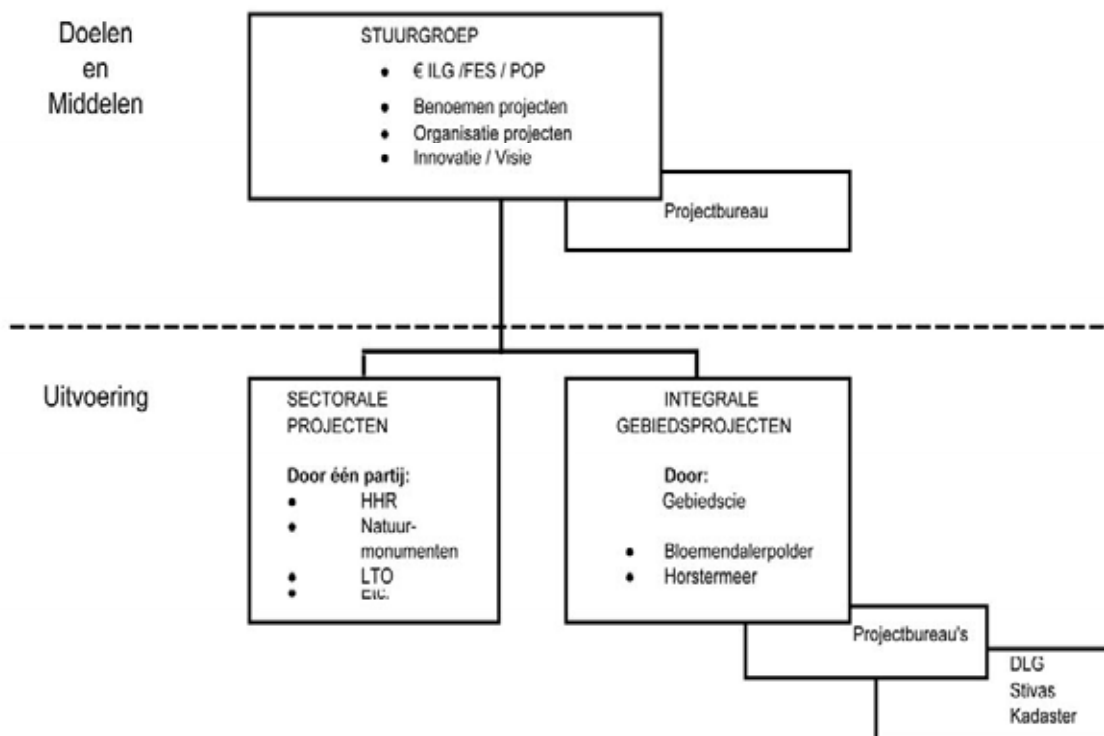 Doelen
en
Middelen
STUURGROEP
• € ILG /FES / POP
• Benoemen projecten
• Organisatie projecten
• Innovatie / Visie
Projectbureau
Uitvoering
SECTORALE
PROJECTEN
Door één partij:
• HHR
• Natuur-
monumenten
• LTO
• Etc.
INTEGRALE
GEBIEDSPROJECTEN
Door:
Gebiedscie
• Bloemendalerpolder
• Horstermeer
Projectbureau's
DLG
Stivas
Kadaster